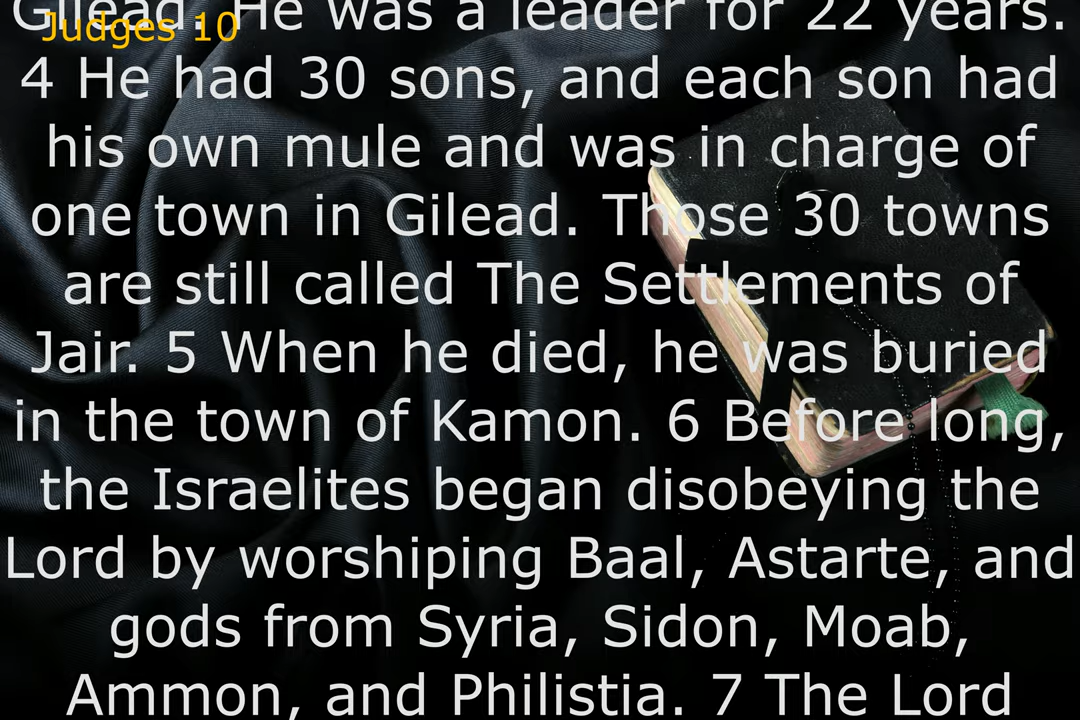 Gilead. He was a leader for 22 years.
Judges 10
4 He had 30 sons, and each son had
his own mule and was in charge of
one town in Gilead. Those 30 towns
are still called The Settlements of
Jair. 5 When he died, he was buried
in the town of Kamon. 6 Before long,
the Israelites began disobeying the
Lord by worshiping Baal, Astarte, and
gods from Syria, Sidon, Moab,
Ammon, and Philistia. 7 The Lord